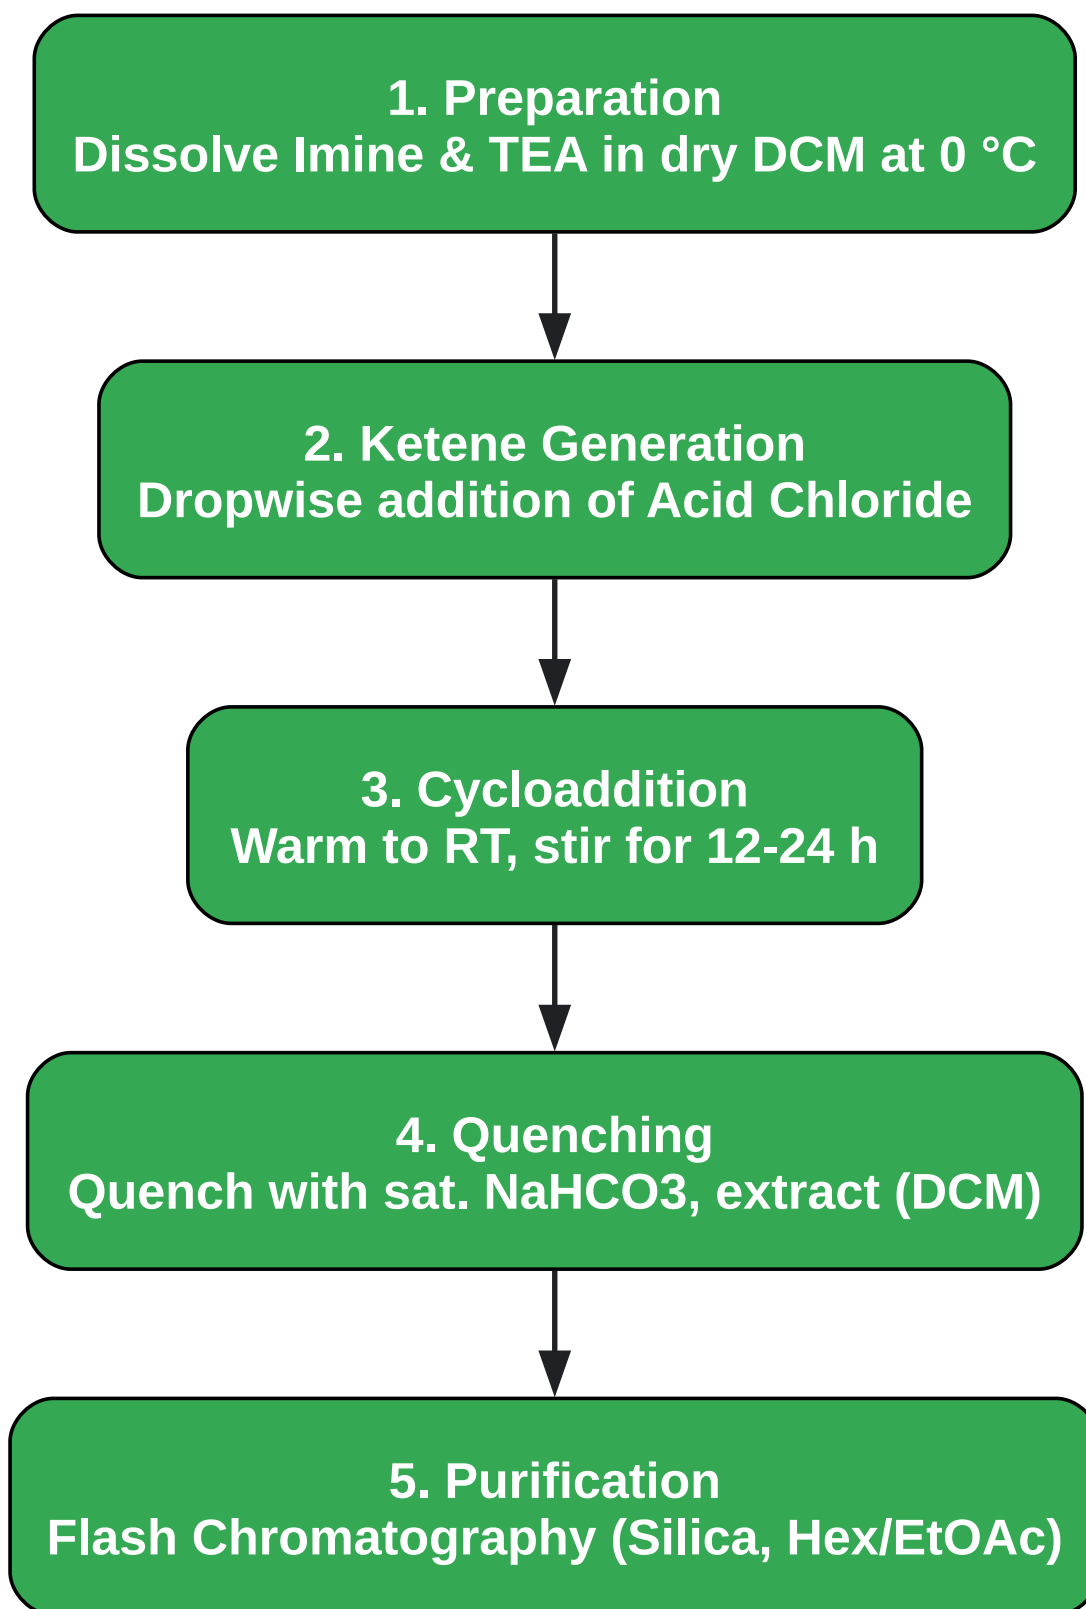 1. Preparation
Dissolve Imine & TEA in dry DCM at 0 °C
2. Ketene Generation
Dropwise addition of Acid Chloride
3. Cycloaddition
Warm to RT, stir for 12-24 h
4. Quenching
Quench with sat. NaHCO3, extract (DCM)
5. Purification
Flash Chromatography (Silica, Hex/EtOAc)